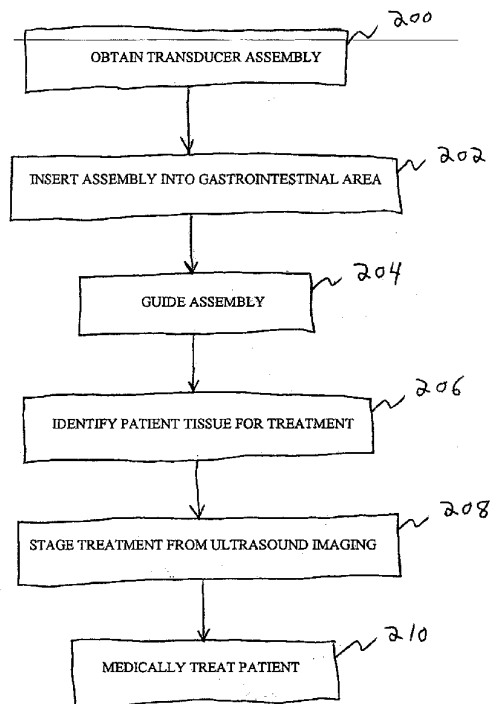 200
OBTAIN TRANSDUCER ASSEMBLY
202
INSERT ASSEMBLY INTO GASTROINTESTINAL AREA
204
GUIDE ASSEMBLY
206
IDENTIFY PATIENT TISSUE FOR TREATMENT
208
STAGE TREATMENT FROM ULTRASOUND IMAGING
210
MEDICALLY TREAT PATIENT